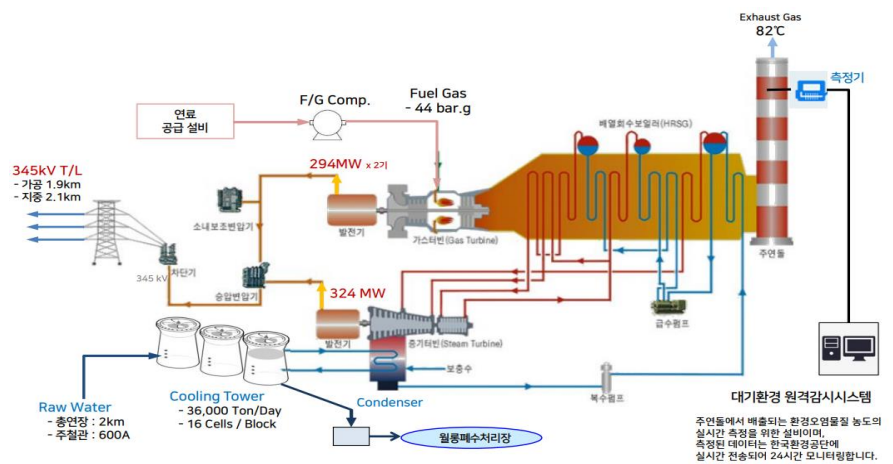 Exhaust Gas
82℃
측정기
연료
공급 설비
F/G Comp.
Fuel Gas
- 44 bar.g
배열회수보일러(HRSG)
345kV T/L
- 가공 1.9km
- 지중 2.1km
294MW x 2기
소내보조변압기
발전기
가스터빈(Gas Turbine)
주연돌
345 kV 차단기
승압변압기
324 MW
급수펌프
발전기
증기터빈(Steam Turbine)
보충수
복수펌프
Raw Water
- 총연장 : 2km
- 주철관 : 600A
Cooling Tower
- 36,000 Ton/Day
- 16 Cells / Block
Condenser
월롱폐수처리장
대기환경 원격감시시스템
주연돌에서 배출되는 환경오염물질 농도의
실시간 측정을 위한 설비이며,
측정된 데이터는 한국환경공단에
실시간 전송되어 24시간 모니터링합니다.